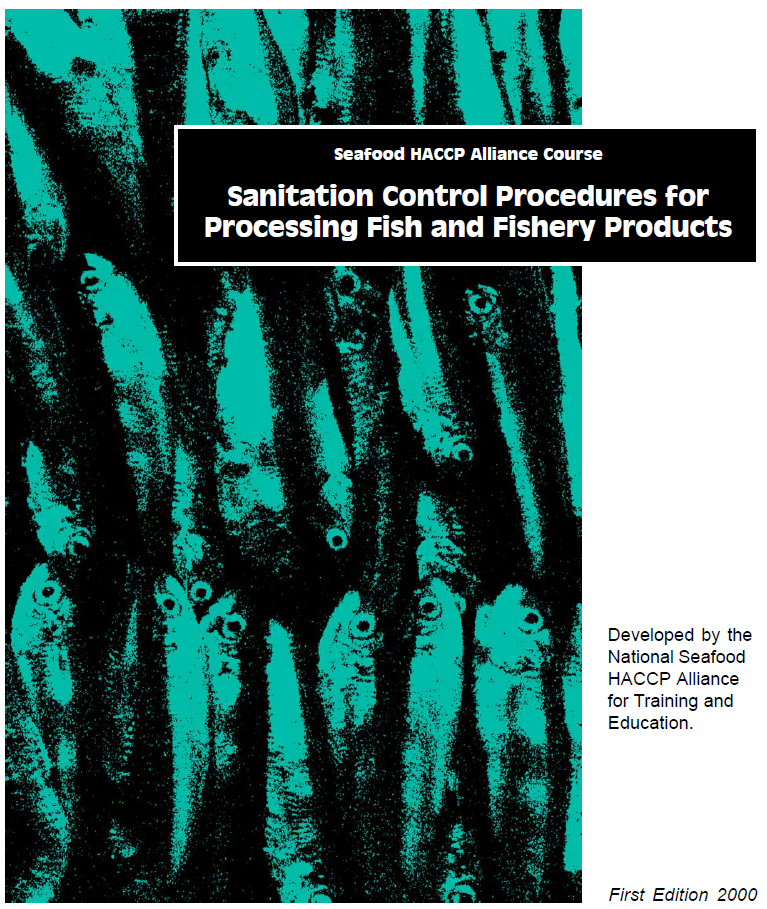 Seafood HACCP Alliance Course
Sanitation Control Procedures for
Processing Fish and Fishery Products
Developed by the
National Seafood
HACCP Alliance
for Training and
Education.
First Edition 2000